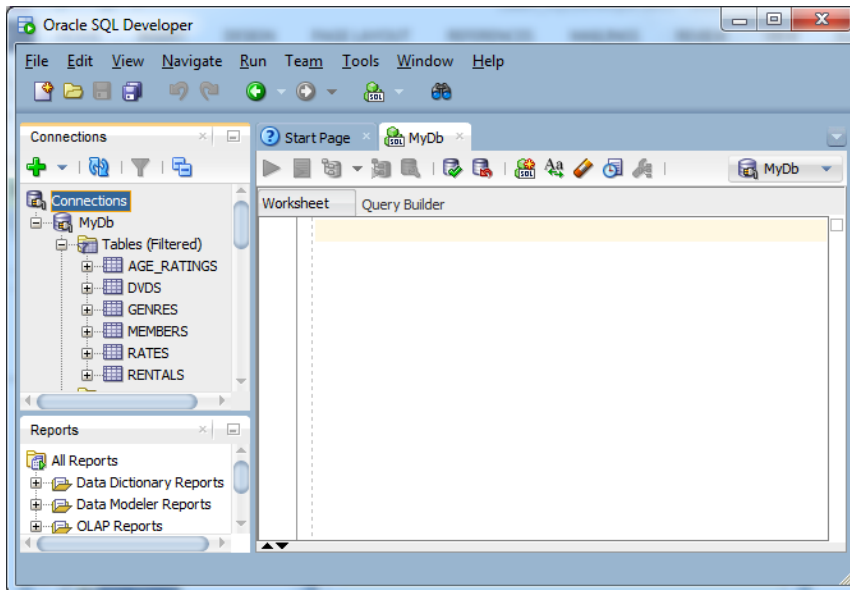 Oracle SQL Developer
File Edit View Navigate Run Team Tools Window Help
Connections
Start Page
MyDb
MyDb
Connections
MyDb
Tables (Filtered)
AGE_RATINGS
DVDS
GENRES
MEMBERS
RATES
RENTALS
Worksheet Query Builder
Reports
All Reports
Data Dictionary Reports
Data Modeler Reports
OLAP Reports